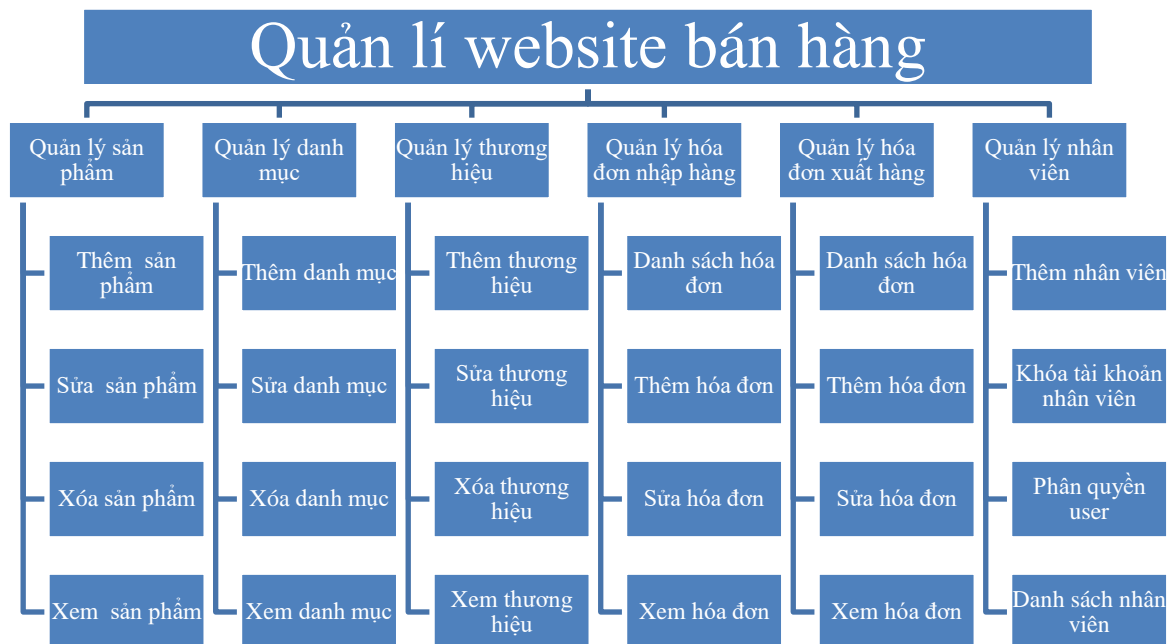 Quản lí website bán hàng
Quản lý sản
phẩm
Quản lý danh
mục
Quản lý thương
hiệu
Quản lý hóa
đơn nhập hàng
Quản lý hóa
đơn xuất hàng
Quản lý nhân
viên
Thêm  sản
phẩm
Sửa  sản phẩm
Xóa sản phẩm
Xem  sản phẩm
Thêm danh mục
Sửa danh mục
Xóa danh mục
Xem danh mục
Thêm thương
hiệu
Sửa thương
hiệu
Xóa thương
hiệu
Xem thương
hiệu
Danh sách hóa
đơn
Thêm hóa đơn
Sửa hóa đơn
Xem hóa đơn
Danh sách hóa
đơn
Thêm hóa đơn
Sửa hóa đơn
Xem hóa đơn
Thêm nhân viên
Khóa tài khoản
nhân viên
Phân quyền
user
Danh sách nhân
viên